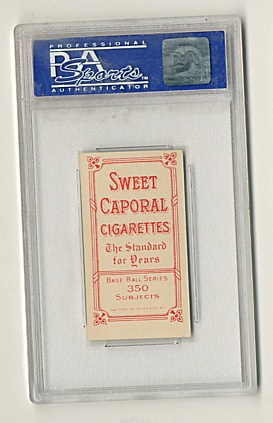 PROFESSIONAL
PSA
Sports
AUTHENTICATOR
SWEET
CAPORAL
CIGARETTES
The Standard
for Years
BASE BALL SERIES
350
SUBJECTS